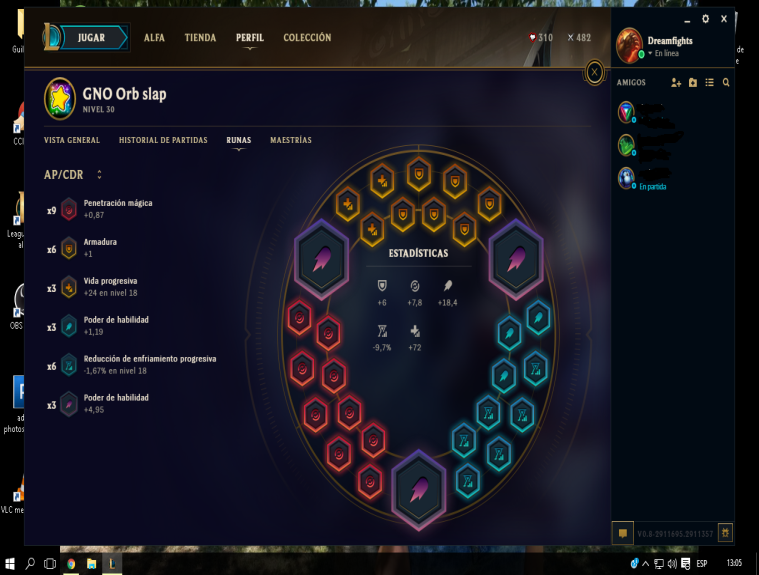 Guil
JUGAR
ALFA
TIENDA
PERFIL
COLECCIÓN
310
482
Dreamfights
En línea
de
e
GNO Orb slap
NIVEL 30
AMIGOS
VISTA GENERAL
HISTORIAL DE PARTIDAS
RUNAS
MAESTRÍAS
CCl
En partida
AP/CDR
x9
Penetración mágica
+0,87
Leagu
al
x6
Armadura
+1
x3
Vida progresiva
+24 en nivel 18
OBS
x3
Poder de habilidad
+1,19
x6
Reducción de enfriamiento progresiva
-1,67% en nivel 18
x3
Poder de habilidad
+4,95
ESTADÍSTICAS
+6
+7,8
+18,4
-9,7%
+72
ad
photos
VLC me
V0.8-2911695.2911357
ESP
13:05